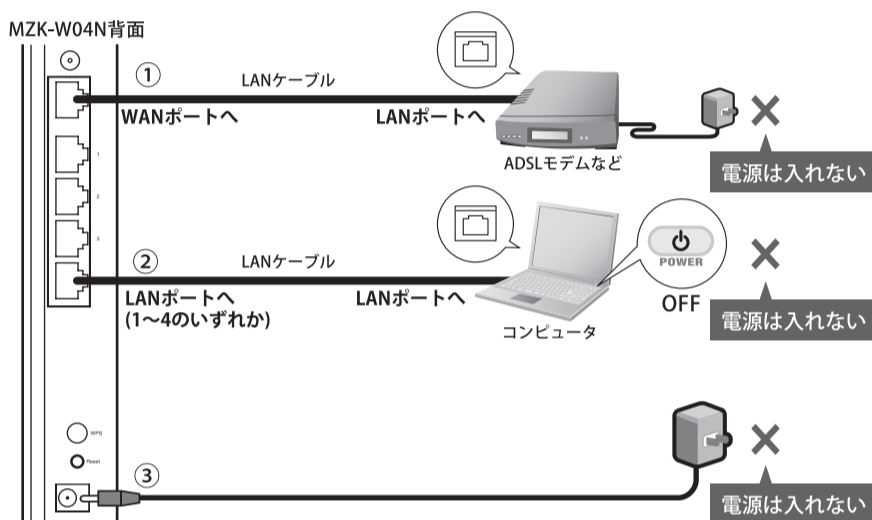 MZK-W04N背面
①
LANケーブル
WANポートへ
LANポートへ
ADSLモデムなど
電源は入れない
1
2
3
②
LANケーブル
LANポートへ
(1～4のいずれか)
LANポートへ
コンピュータ
POWER
OFF
電源は入れない
WPS
Reset
③
電源は入れない